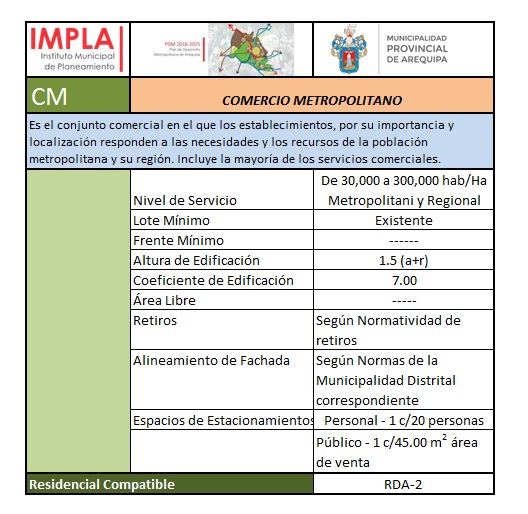 IMPLA
Instituto Municipal
de Planeamiento
PDM 2016-2025
Plan de Desarrollo
Metropolitano de Arequipa
MUNICIPALIDAD
PROVINCIAL
DE AREQUIPA
CM
COMERCIO METROPOLITANO
Es el conjunto comercial en el que los establecimientos, por su importancia y
localización responden a las necesidades y los recursos de la población
metropolitana y su región. Incluye la mayoría de los servicios comerciales.
Nivel de Servicio
De 30,000 a 300,000 hab/Ha
Metropolitani y Regional
Lote Mínimo Existente
Frente Mínimo ------
Altura de Edificación 1.5 (a+r)
Coeficiente de Edificación 7.00
Área Libre -----
Retiros Según Normatividad de
retiros
Alineamiento de Fachada Según Normas de la
Municipalidad Distrital
correspondiente
Espacios de Estacionamientos Personal - 1 c/20 personas
Público - 1 c/45.00 m² área
de venta
Residencial Compatible RDA-2